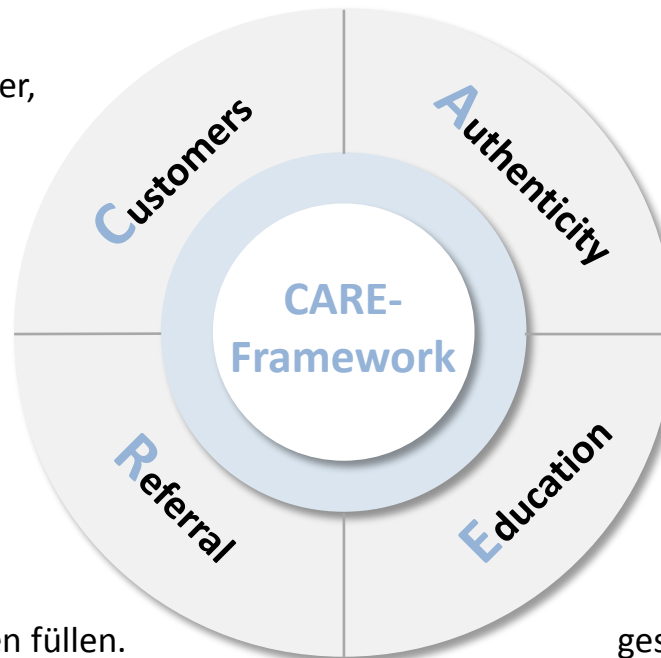 er,
Customers
Authenticity
CARE-
Framework
Referral
Education
en füllen.
ges